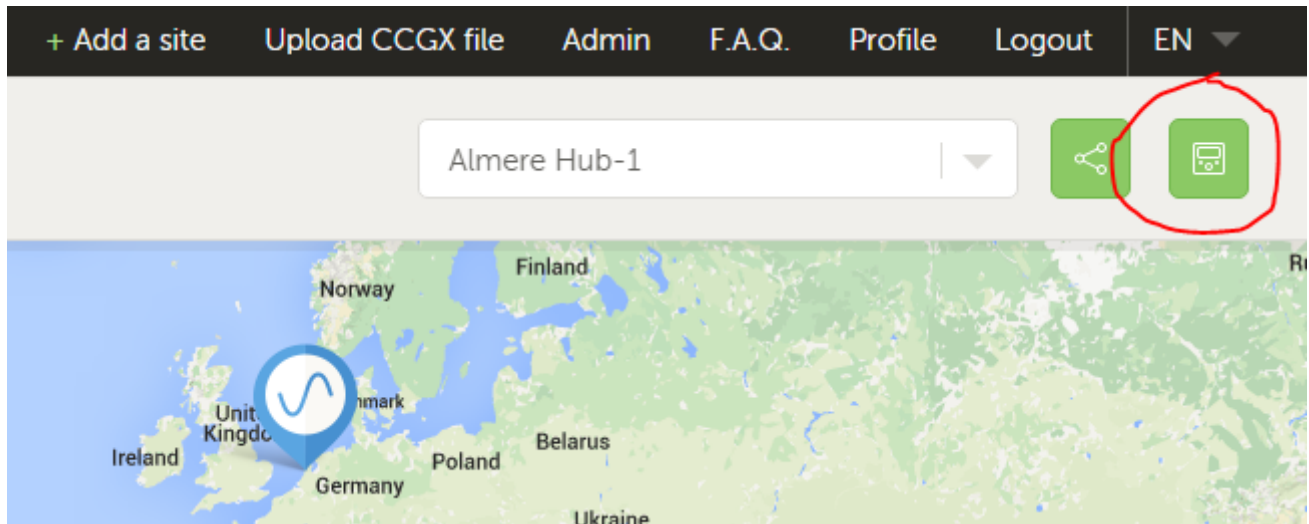 + Add a site Upload CCGX file Admin F.A.Q. Profile Logout EN
Almere Hub-1
Finland
Norway
Belarus
Ireland
Poland
Germany
Ukraine